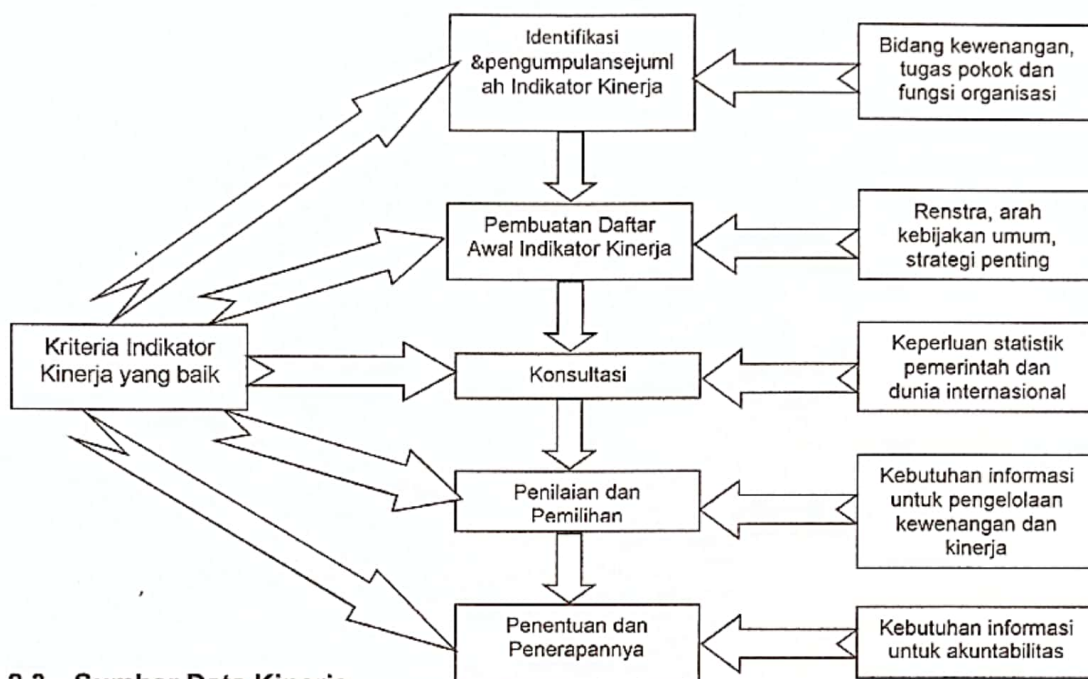 Identifikasi
&pengumpulansejuml
ah Indikator Kinerja
Bidang kewenangan,
tugas pokok dan
fungsi organisasi
Pembuatan Daftar
Awal Indikator Kinerja
Renstra, arah
kebijakan umum,
strategi penting
Kriteria Indikator
Kinerja yang baik
Konsultasi
Keperluan statistik
pemerintah dan
dunia internasional
Penilaian dan
Pemilihan
Kebutuhan informasi
untuk pengelolaan
kewenangan dan
kinerja
Penentuan dan
Penerapannya
Kebutuhan informasi
untuk akuntabilitas
Sumber Data Kinerja